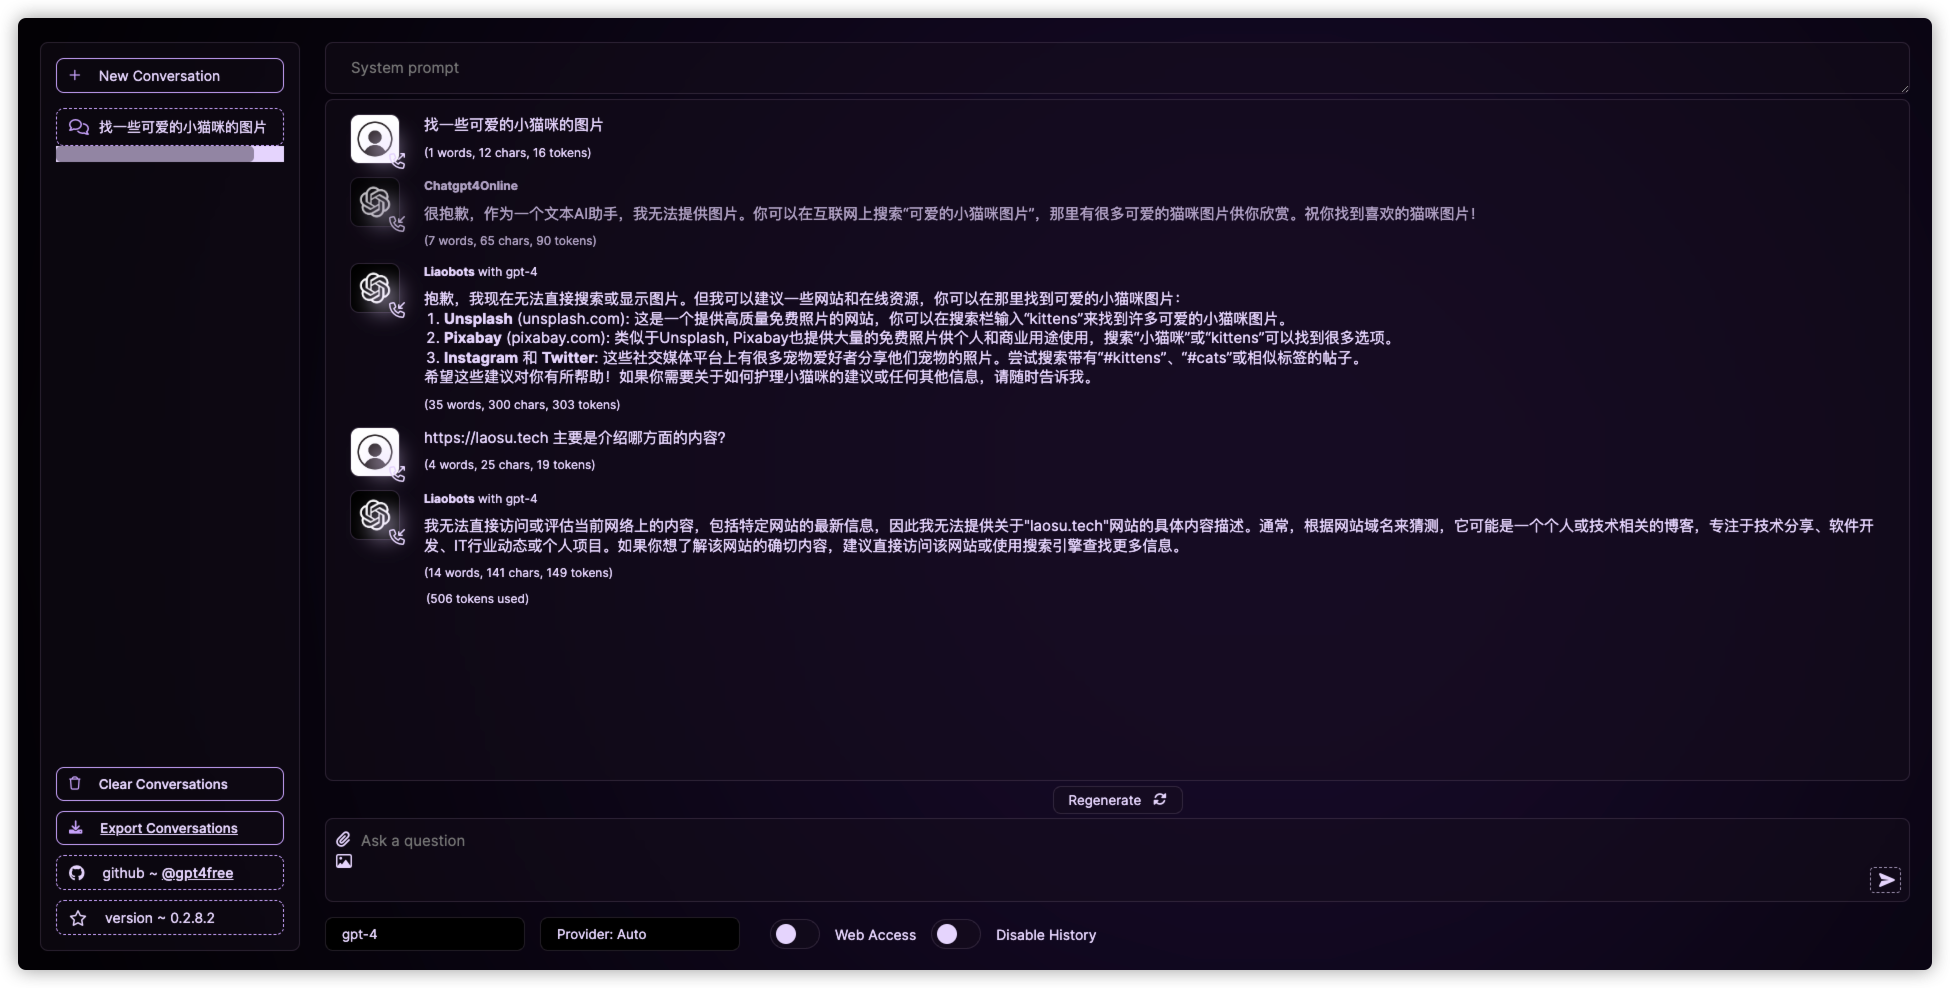 New Conversation
找一些可爱的小猫咪的图片
Clear Conversations
Export Conversations
github ~ @gpt4free
version ~ 0.2.8.2
System prompt
找一些可爱的小猫咪的图片
(1 words, 12 chars, 16 tokens)
Chatgpt4Online
很抱歉，作为一个文本AI助手，我无法提供图片。你可以在互联网上搜索“可爱的小猫咪图片”，那里有很多可爱的猫咪图片供你欣赏。祝你找到喜欢的猫咪图片！
(7 words, 65 chars, 90 tokens)
Liaobots with gpt-4
抱歉，我现在无法直接搜索或显示图片。但我可以建议一些网站和在线资源，你可以在那里找到可爱的小猫咪图片：
1. Unsplash (unsplash.com): 这是一个提供高质量免费照片的网站，你可以在搜索栏输入“kittens”来找到许多可爱的小猫咪图片。
2. Pixabay (pixabay.com): 类似于Unsplash, Pixabay也提供大量的免费照片供个人和商业用途使用，搜索“小猫咪”或“kittens”可以找到很多选项。
3. Instagram 和 Twitter: 这些社交媒体平台上有很多宠物爱好者分享他们宠物的照片。尝试搜索带有“#kittens”、“#cats”或相似标签的帖子。
希望这些建议对你有所帮助！如果你需要关于如何护理小猫咪的建议或任何其他信息，请随时告诉我。
(35 words, 300 chars, 303 tokens)
https://laosu.tech 主要是介绍哪方面的内容?
(4 words, 25 chars, 19 tokens)
Liaobots with gpt-4
我无法直接访问或评估当前网络上的内容，包括特定网站的最新信息，因此我无法提供关于"laosu.tech"网站的具体内容描述。通常，根据网站域名来猜测，它可能是一个个人或技术相关的博客，专注于技术分享、软件开
发、IT行业动态或个人项目。如果你想了解该网站的确切内容，建议直接访问该网站或使用搜索引擎查找更多信息。
(14 words, 141 chars, 149 tokens)
(506 tokens used)
Regenerate
Ask a question
gpt-4
Provider: Auto
Web Access
Disable History